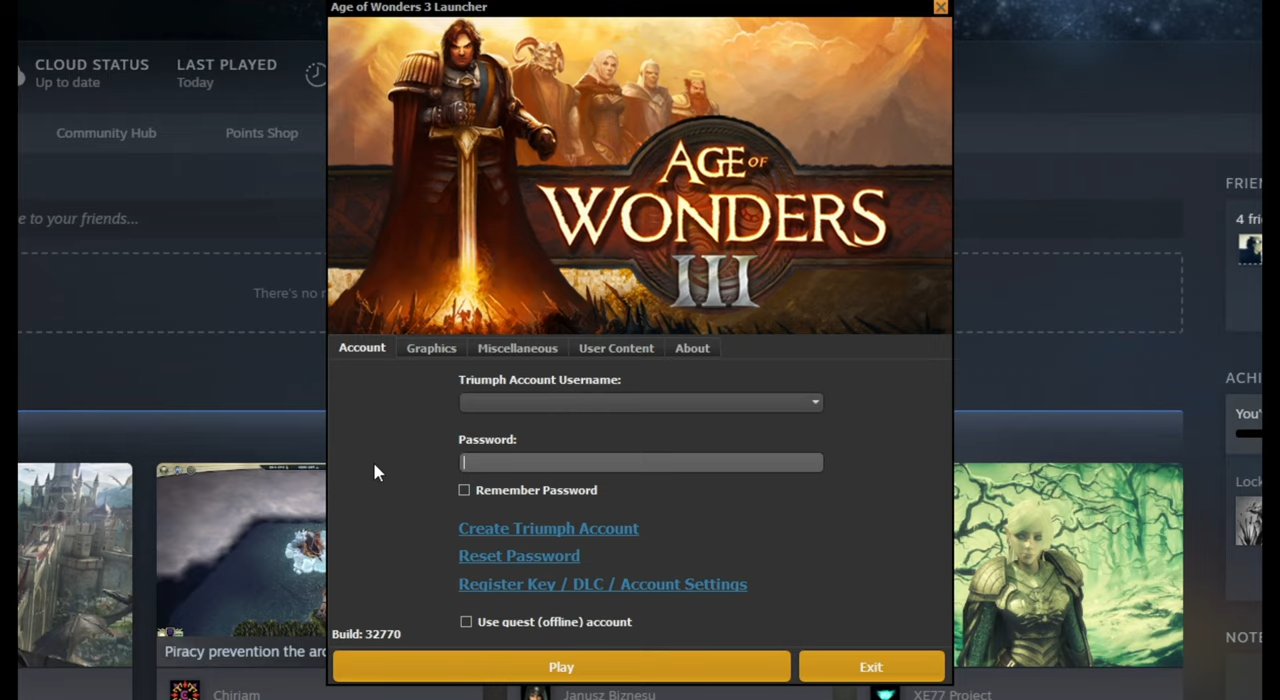 Age of Wonders 3 Launcher
CLOUD STATUS
Up to date
LAST PLAYED
Today
Community Hub
Points Shop
e to your friends...
There's no
AGE OF
WONDERS
III
Account
Graphics
Miscellaneous
User Content
About
Triumph Account Username:
Password:
Remember Password
Create Triumph Account
Reset Password
Register Key / DLC / Account Settings
Use guest (offline) account
Build: 32770
Play
Exit
FRIE
4 fri
ACHI
You'
Lock
NOTE
Piracy prevention the arc
Chiriam
Janusz Biznesu
XE77 Project